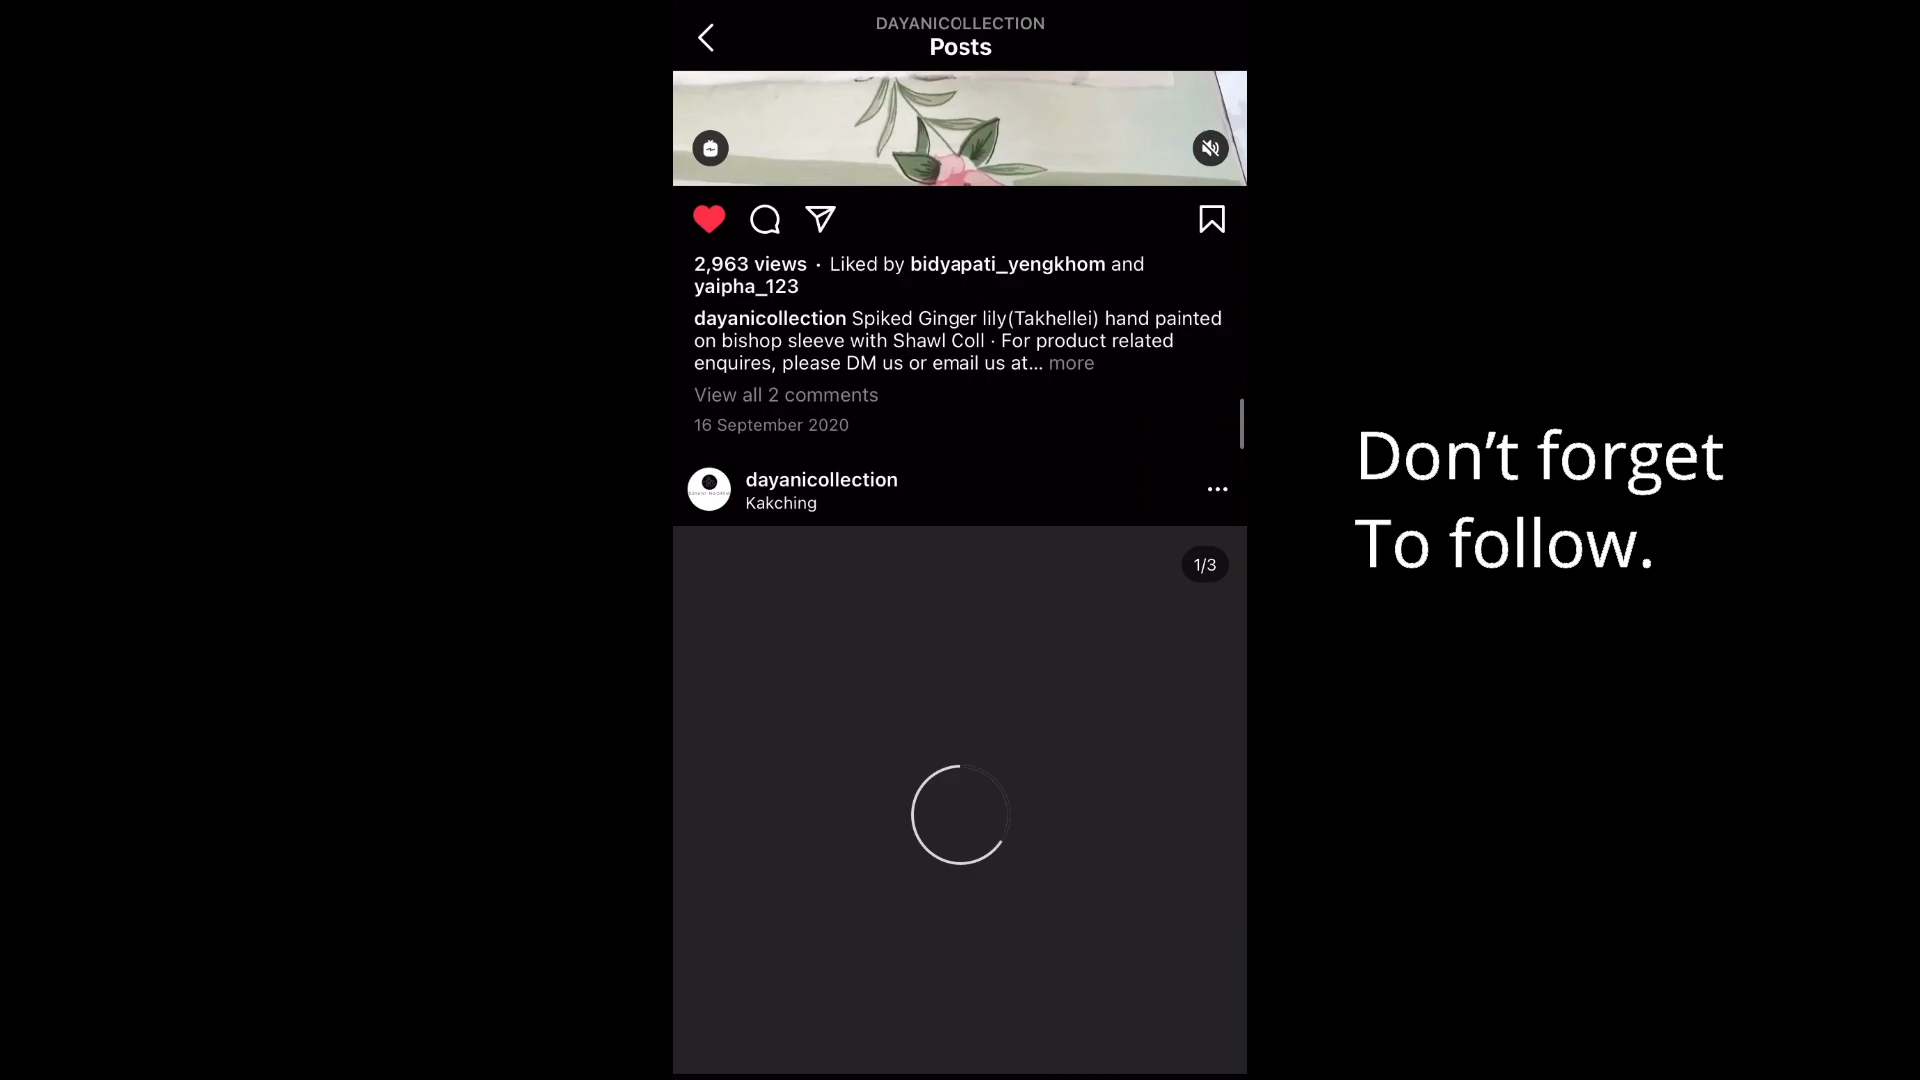 DAYANICOLLECTION
Posts
2,963 views · Liked by bidyapati_yengkhom and
yaipha_123
dayanicollection Spiked Ginger lily(Takhellei) hand painted
on bishop sleeve with Shawl Coll · For product related
enquires, please DM us or email us at... more
View all 2 comments
16 September 2020
dayanicollection
Kakching
1/3
Don’t forget
To follow.